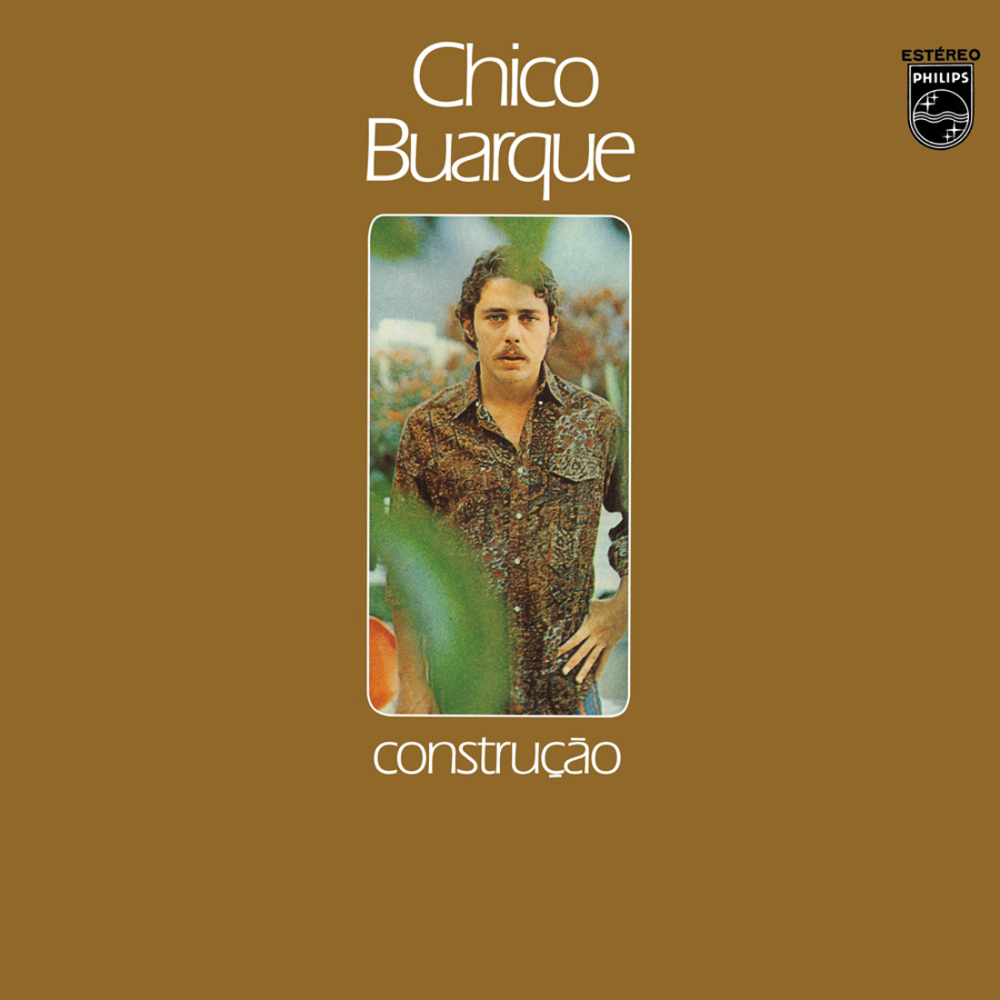 Chico
Buarque
ESTÉREO
PHILIPS
construção